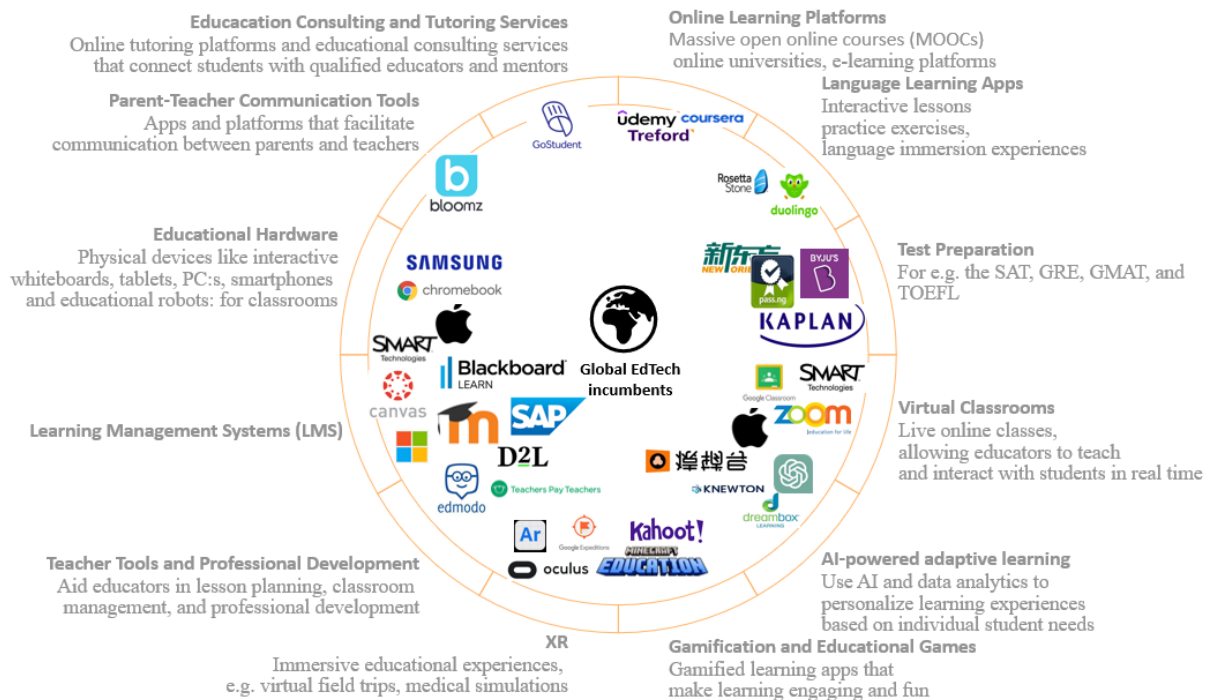 Educacation Consulting and Tutoring Services
Online tutoring platforms and educational consulting services
that connect students with qualified educators and mentors
Online Learning Platforms
Massive open online courses (MOOCs)
online universities, e-learning platforms
Parent-Teacher Communication Tools
Apps and platforms that facilitate
communication between parents and teachers
Language Learning Apps
Interactive lessons
practice exercises,
language immersion experiences
GoStudent
ûdemy coursera
Treford
b
bloomz
Rosetta
Stone
duolingo
Educational Hardware
Physical devices like interactive
whiteboards, tablets, PC:s, smartphones
and educational robots: for classrooms
SAMSUNG
chromebook
新东方
NEW ORIE
pass.ng
BYJU'S
B
KAPLAN
Test Preparation
For e.g. the SAT, GRE, GMAT, and
TOEFL
SMART
Technologies
Blackboard
LEARN
canvas
Global EdTech
incumbents
Google Classroom
SMART
Technologies
zoom
education for life
Learning Management Systems (LMS)
m
SAP
D2L
edmodo
Teachers Pay Teachers
KNEWTON
dreambox
LEARNING
Virtual Classrooms
Live online classes,
allowing educators to teach
and interact with students in real time
Ar
Google Expeditions
oculus
Kahoot!
MINECRAFT
EDUCATION
Teacher Tools and Professional Development
Aid educators in lesson planning, classroom
management, and professional development
AI-powered adaptive learning
Use AI and data analytics to
personalize learning experiences
based on individual student needs
XR
Immersive educational experiences,
e.g. virtual field trips, medical simulations
Gamification and Educational Games
Gamified learning apps that
make learning engaging and fun